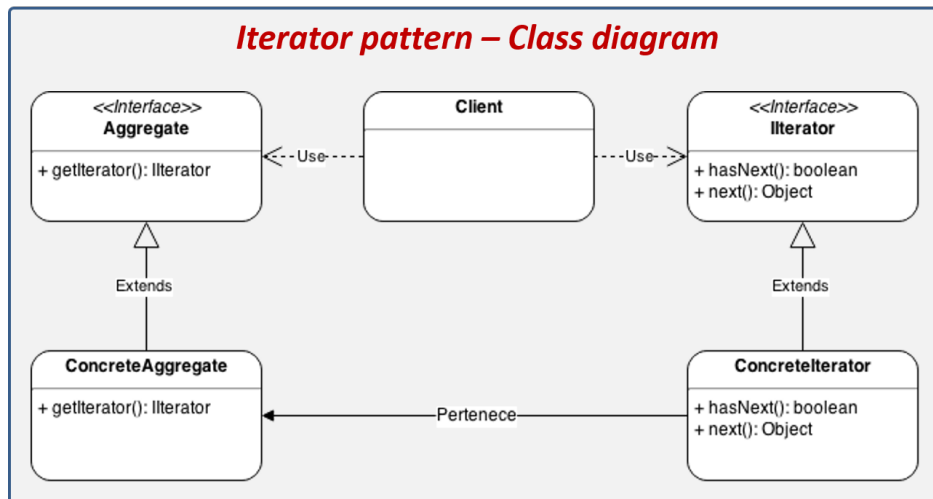 Iterator pattern – Class diagram
<<Interface>>
Aggregate
+ getIterator(): IIterator
Client
<<Interface>>
IIterator
+ hasNext(): boolean
+ next(): Object
Use
Use
Extends
Extends
ConcreteAggregate
+ getIterator(): IIterator
Pertenece
ConcreteIterator
+ hasNext(): boolean
+ next(): Object